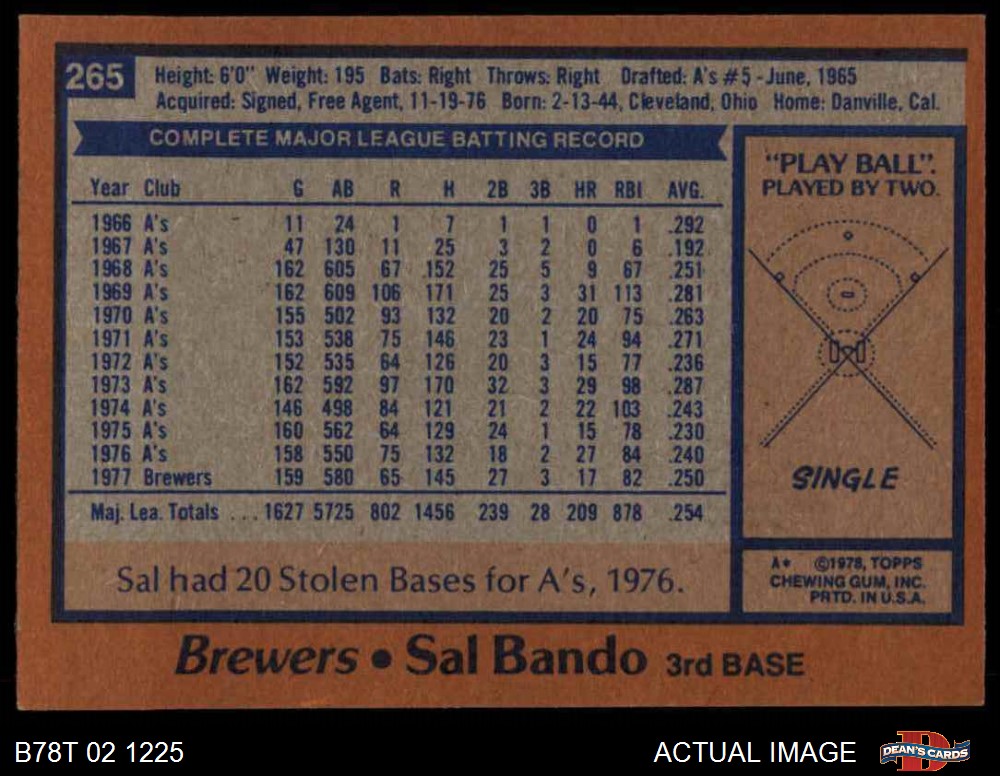 265
Height: 6'0" Weight: 195 Bats: Right Throws: Right Drafted: A's #5 - June, 1965
Acquired: Signed, Free Agent, 11-19-76 Born: 2-13-44, Cleveland, Ohio Home: Danville, Cal.
COMPLETE MAJOR LEAGUE BATTING RECORD
Year Club G AB R H 2B 3B HR RBI AVG.
1966 A's 11 24 1 7 1 1 0 1 .292
1967 A's 47 130 11 25 3 2 0 6 .192
1968 A's 162 605 67 152 25 5 9 67 .251
1969 A's 162 609 106 171 25 3 31 113 .281
1970 A's 155 502 93 132 20 2 20 75 .263
1971 A's 153 538 75 146 23 1 24 94 .271
1972 A's 152 535 64 126 20 3 15 77 .236
1973 A's 162 592 97 170 32 3 29 98 .287
1974 A's 146 498 84 121 21 2 22 103 .243
1975 A's 160 562 64 129 24 1 15 78 .230
1976 A's 158 550 75 132 18 2 27 84 .240
1977 Brewers 159 580 65 145 27 3 17 82 .250
Maj. Lea. Totals ... 1627 5725 802 1456 239 28 209 878 .254
Sal had 20 Stolen Bases for A's, 1976.
"PLAY BALL".
PLAYED BY TWO.
SINGLE
A* ©1978, TOPPS
CHEWING GUM, INC.
PRTD. IN U.S.A.
Brewers • Sal Bando 3rd BASE
B78T 02 1225
ACTUAL IMAGE
D
DEAN'S CARDS